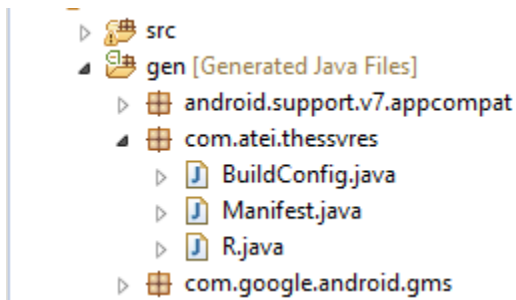 src
gen [Generated Java Files]
android.support.v7.appcompat
com.atei.thessvres
BuildConfig.java
Manifest.java
R.java
com.google.android.gms